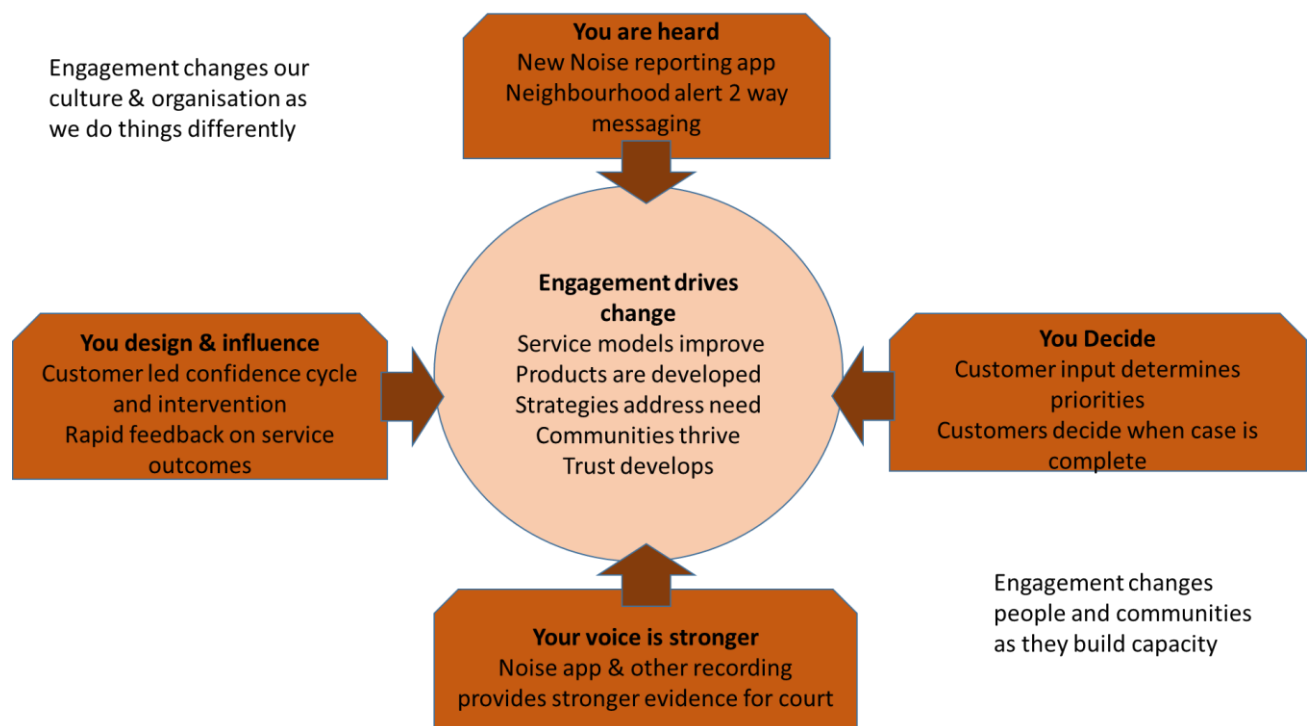 You are heard
New Noise reporting app
Neighbourhood alert 2 way
messaging
Engagement changes our
culture & organisation as
we do things differently
Engagement drives
change
Service models improve
Products are developed
Strategies address need
Communities thrive
Trust develops
You design & influence
Customer led confidence cycle
and intervention
Rapid feedback on service
outcomes
You Decide
Customer input determines
priorities
Customers decide when case is
complete
Your voice is stronger
Noise app & other recording
provides stronger evidence for court
Engagement changes
people and communities
as they build capacity